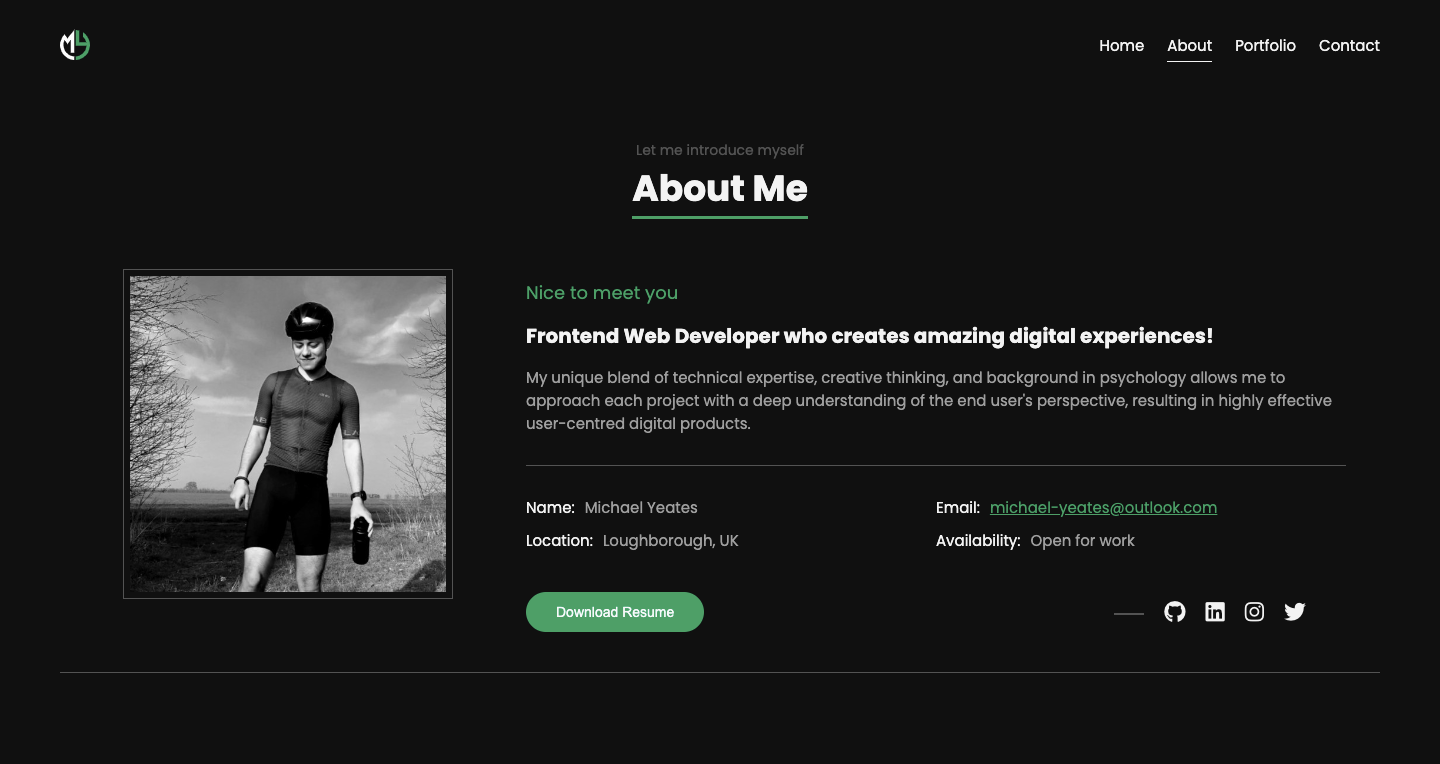 Home About Portfolio Contact
Let me introduce myself
About Me
Nice to meet you
Frontend Web Developer who creates amazing digital experiences!
My unique blend of technical expertise, creative thinking, and background in psychology allows me to
approach each project with a deep understanding of the end user's perspective, resulting in highly effective
user-centred digital products.
Name: Michael Yeates
Email: michael-yeates@outlook.com
Location: Loughborough, UK
Availability: Open for work
Download Resume